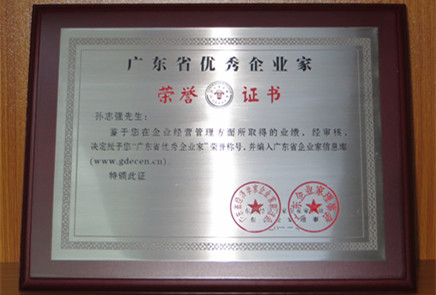 广东省优秀企业家
荣誉 证书
孙志强先生：
鉴于您在企业经营管理方面所取得的业绩，经审核，
决定授予您“广东省优秀企业家”荣誉称号，并编入广东省企业家信息库
(www.gdecen.cn)。
特颁此证